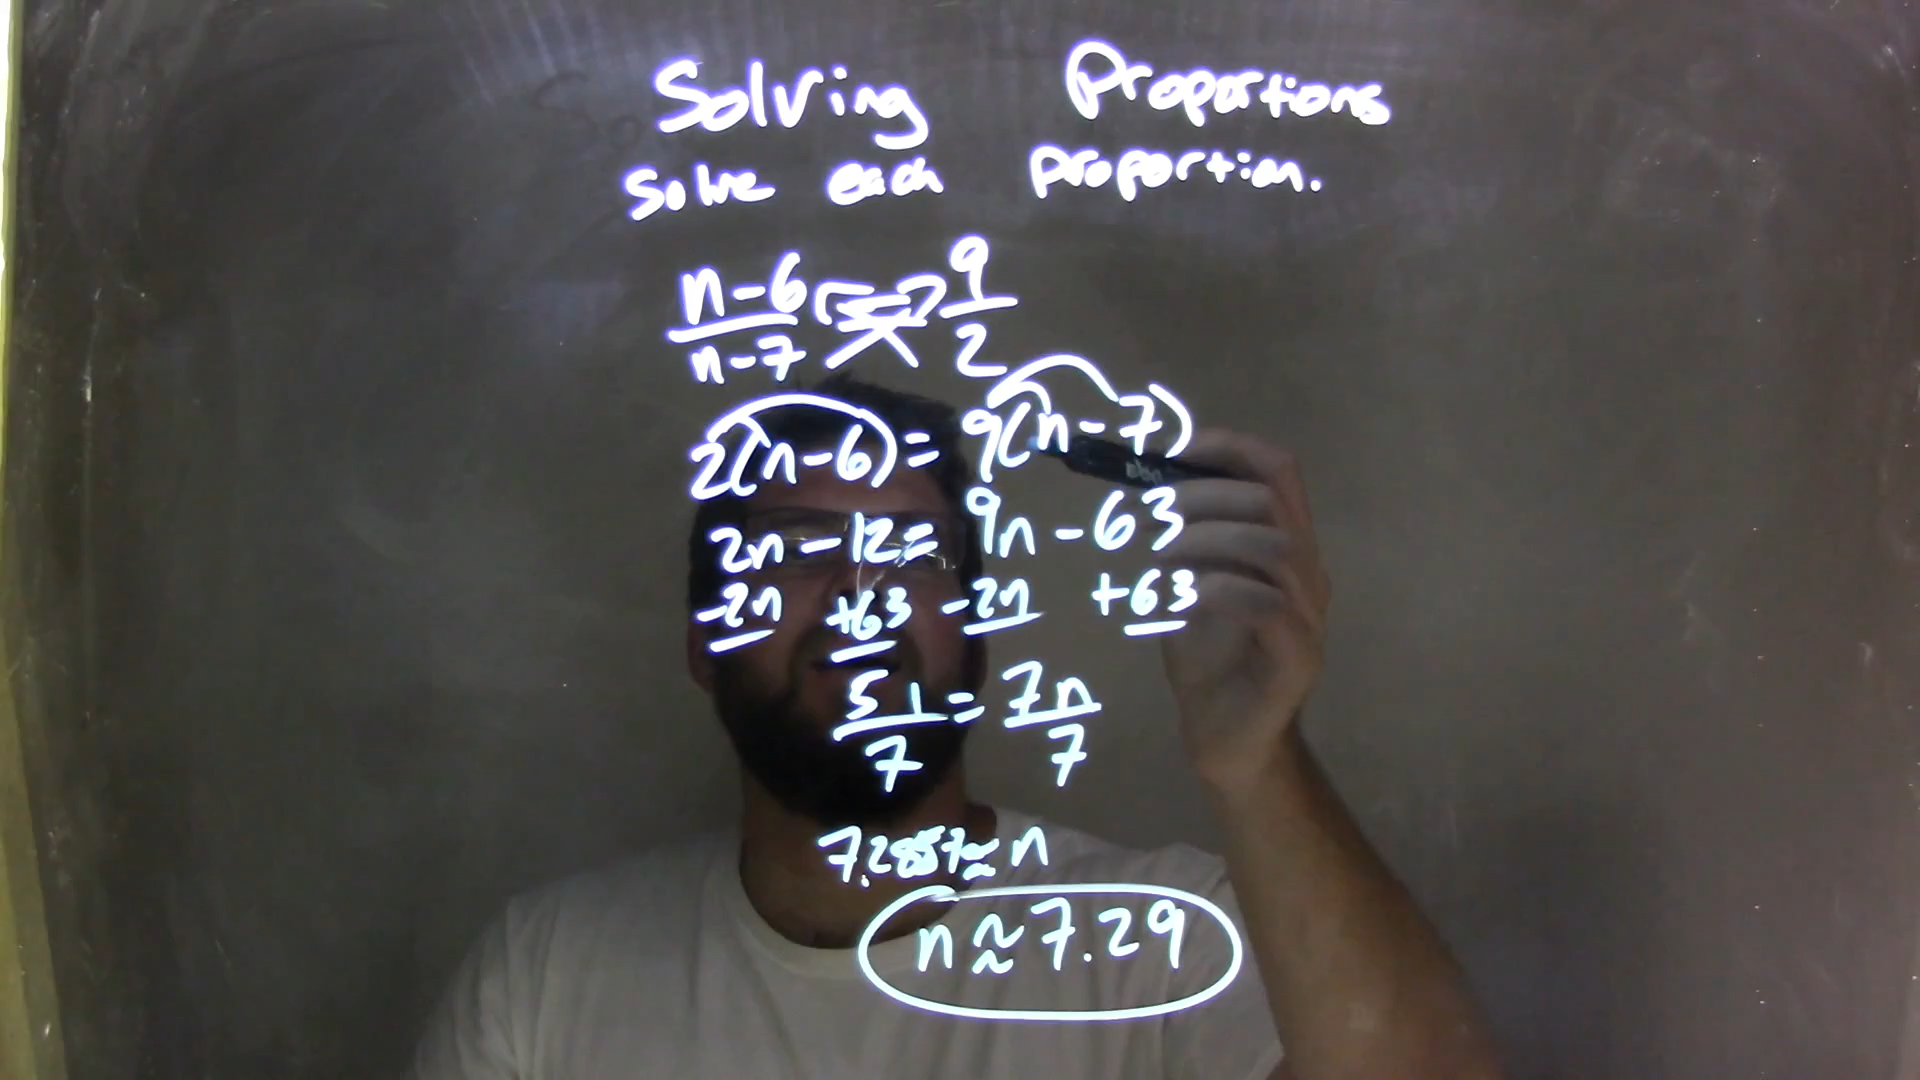 Solving Proportions
Solve each proportion.
n-6/n-7 = 9/2
2(n-6) = 9(n-7)
2n-12 = 9n-63
-2n +63 -2n +63
51/7 = 7n/7
7.2857≈n
n≈7.29